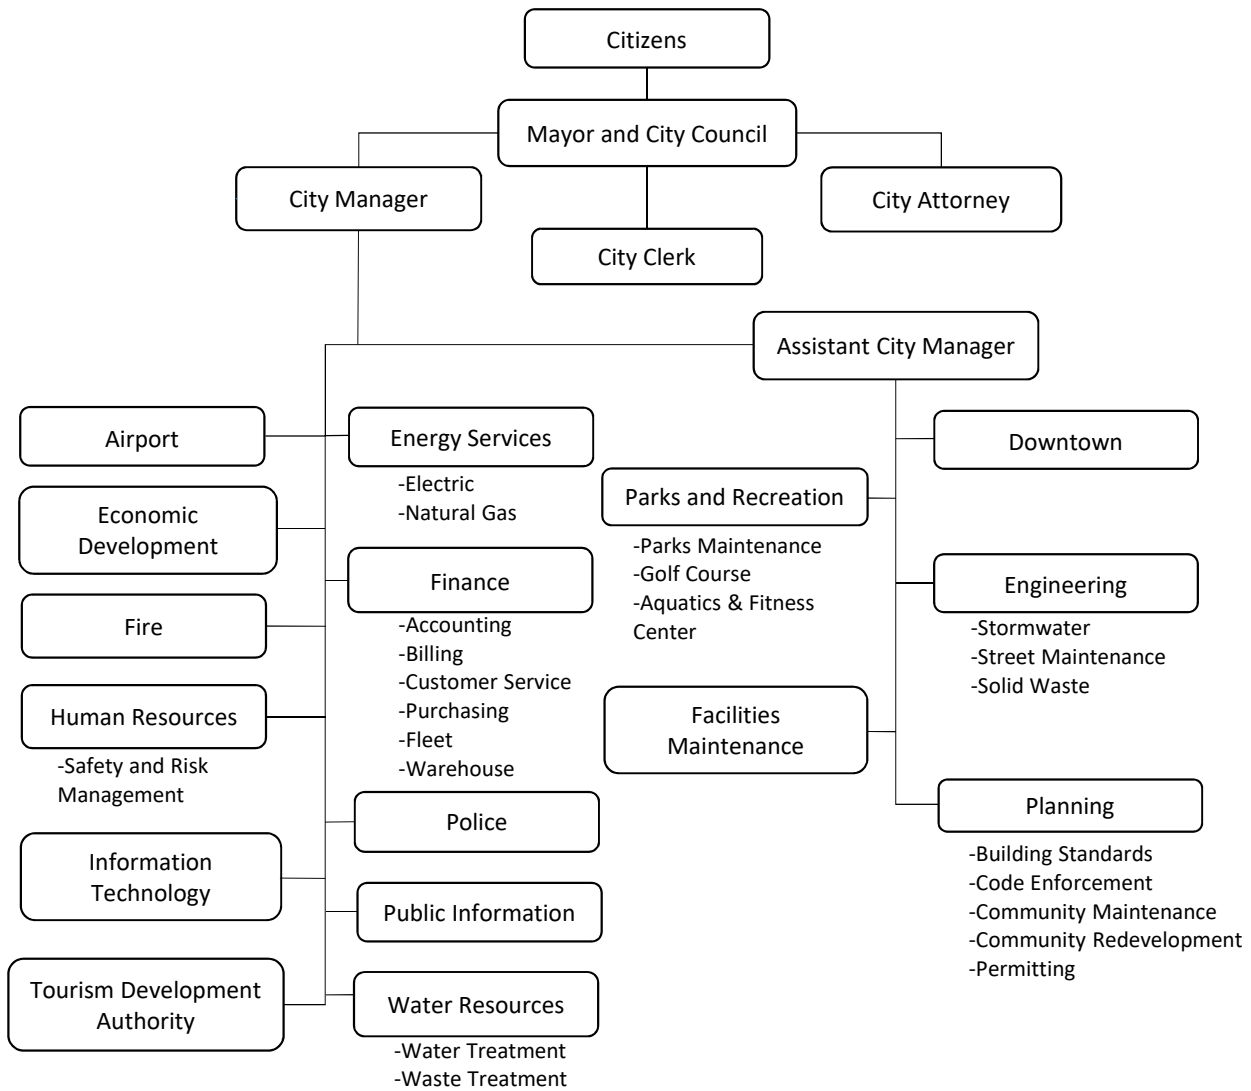 Citizens
Mayor and City Council
City Manager
City Attorney
City Clerk
Assistant City Manager
Airport
Economic
Development
Fire
Human Resources
-Safety and Risk
Management
Information
Technology
Tourism Development
Authority
Energy Services
-Electric
-Natural Gas
Finance
-Accounting
-Billing
-Customer Service
-Purchasing
-Fleet
-Warehouse
Police
Public Information
Water Resources
-Water Treatment
-Waste Treatment
Parks and Recreation
-Parks Maintenance
-Golf Course
-Aquatics & Fitness
Center
Facilities
Maintenance
Downtown
Engineering
-Stormwater
-Street Maintenance
-Solid Waste
Planning
-Building Standards
-Code Enforcement
-Community Maintenance
-Community Redevelopment
-Permitting